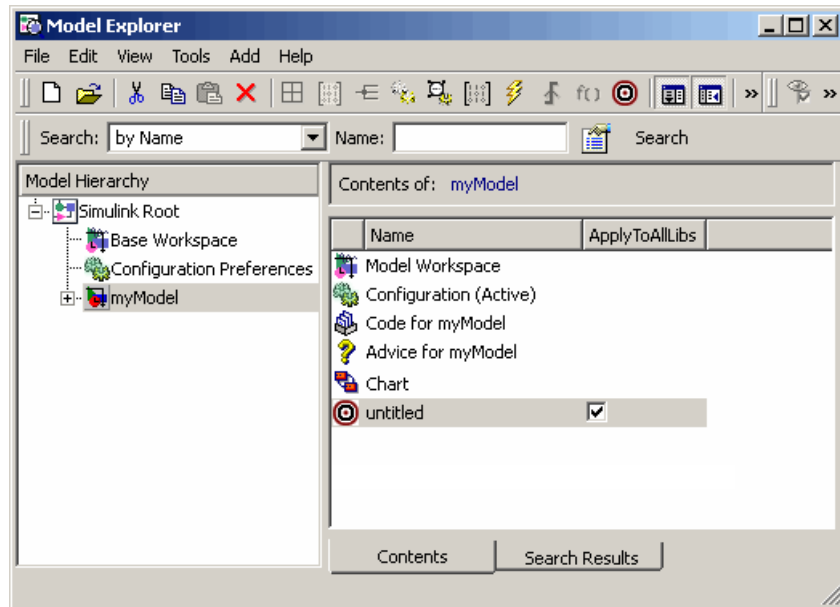 Model Explorer
File Edit View Tools Add Help
f() » »
Search: by Name Name: Search
Model Hierarchy
Simulink Root
Base Workspace
Configuration Preferences
myModel
Contents of: myModel
Name ApplyToAllLibs
Model Workspace
Configuration (Active)
Code for myModel
Advice for myModel
Chart
untitled
Contents Search Results